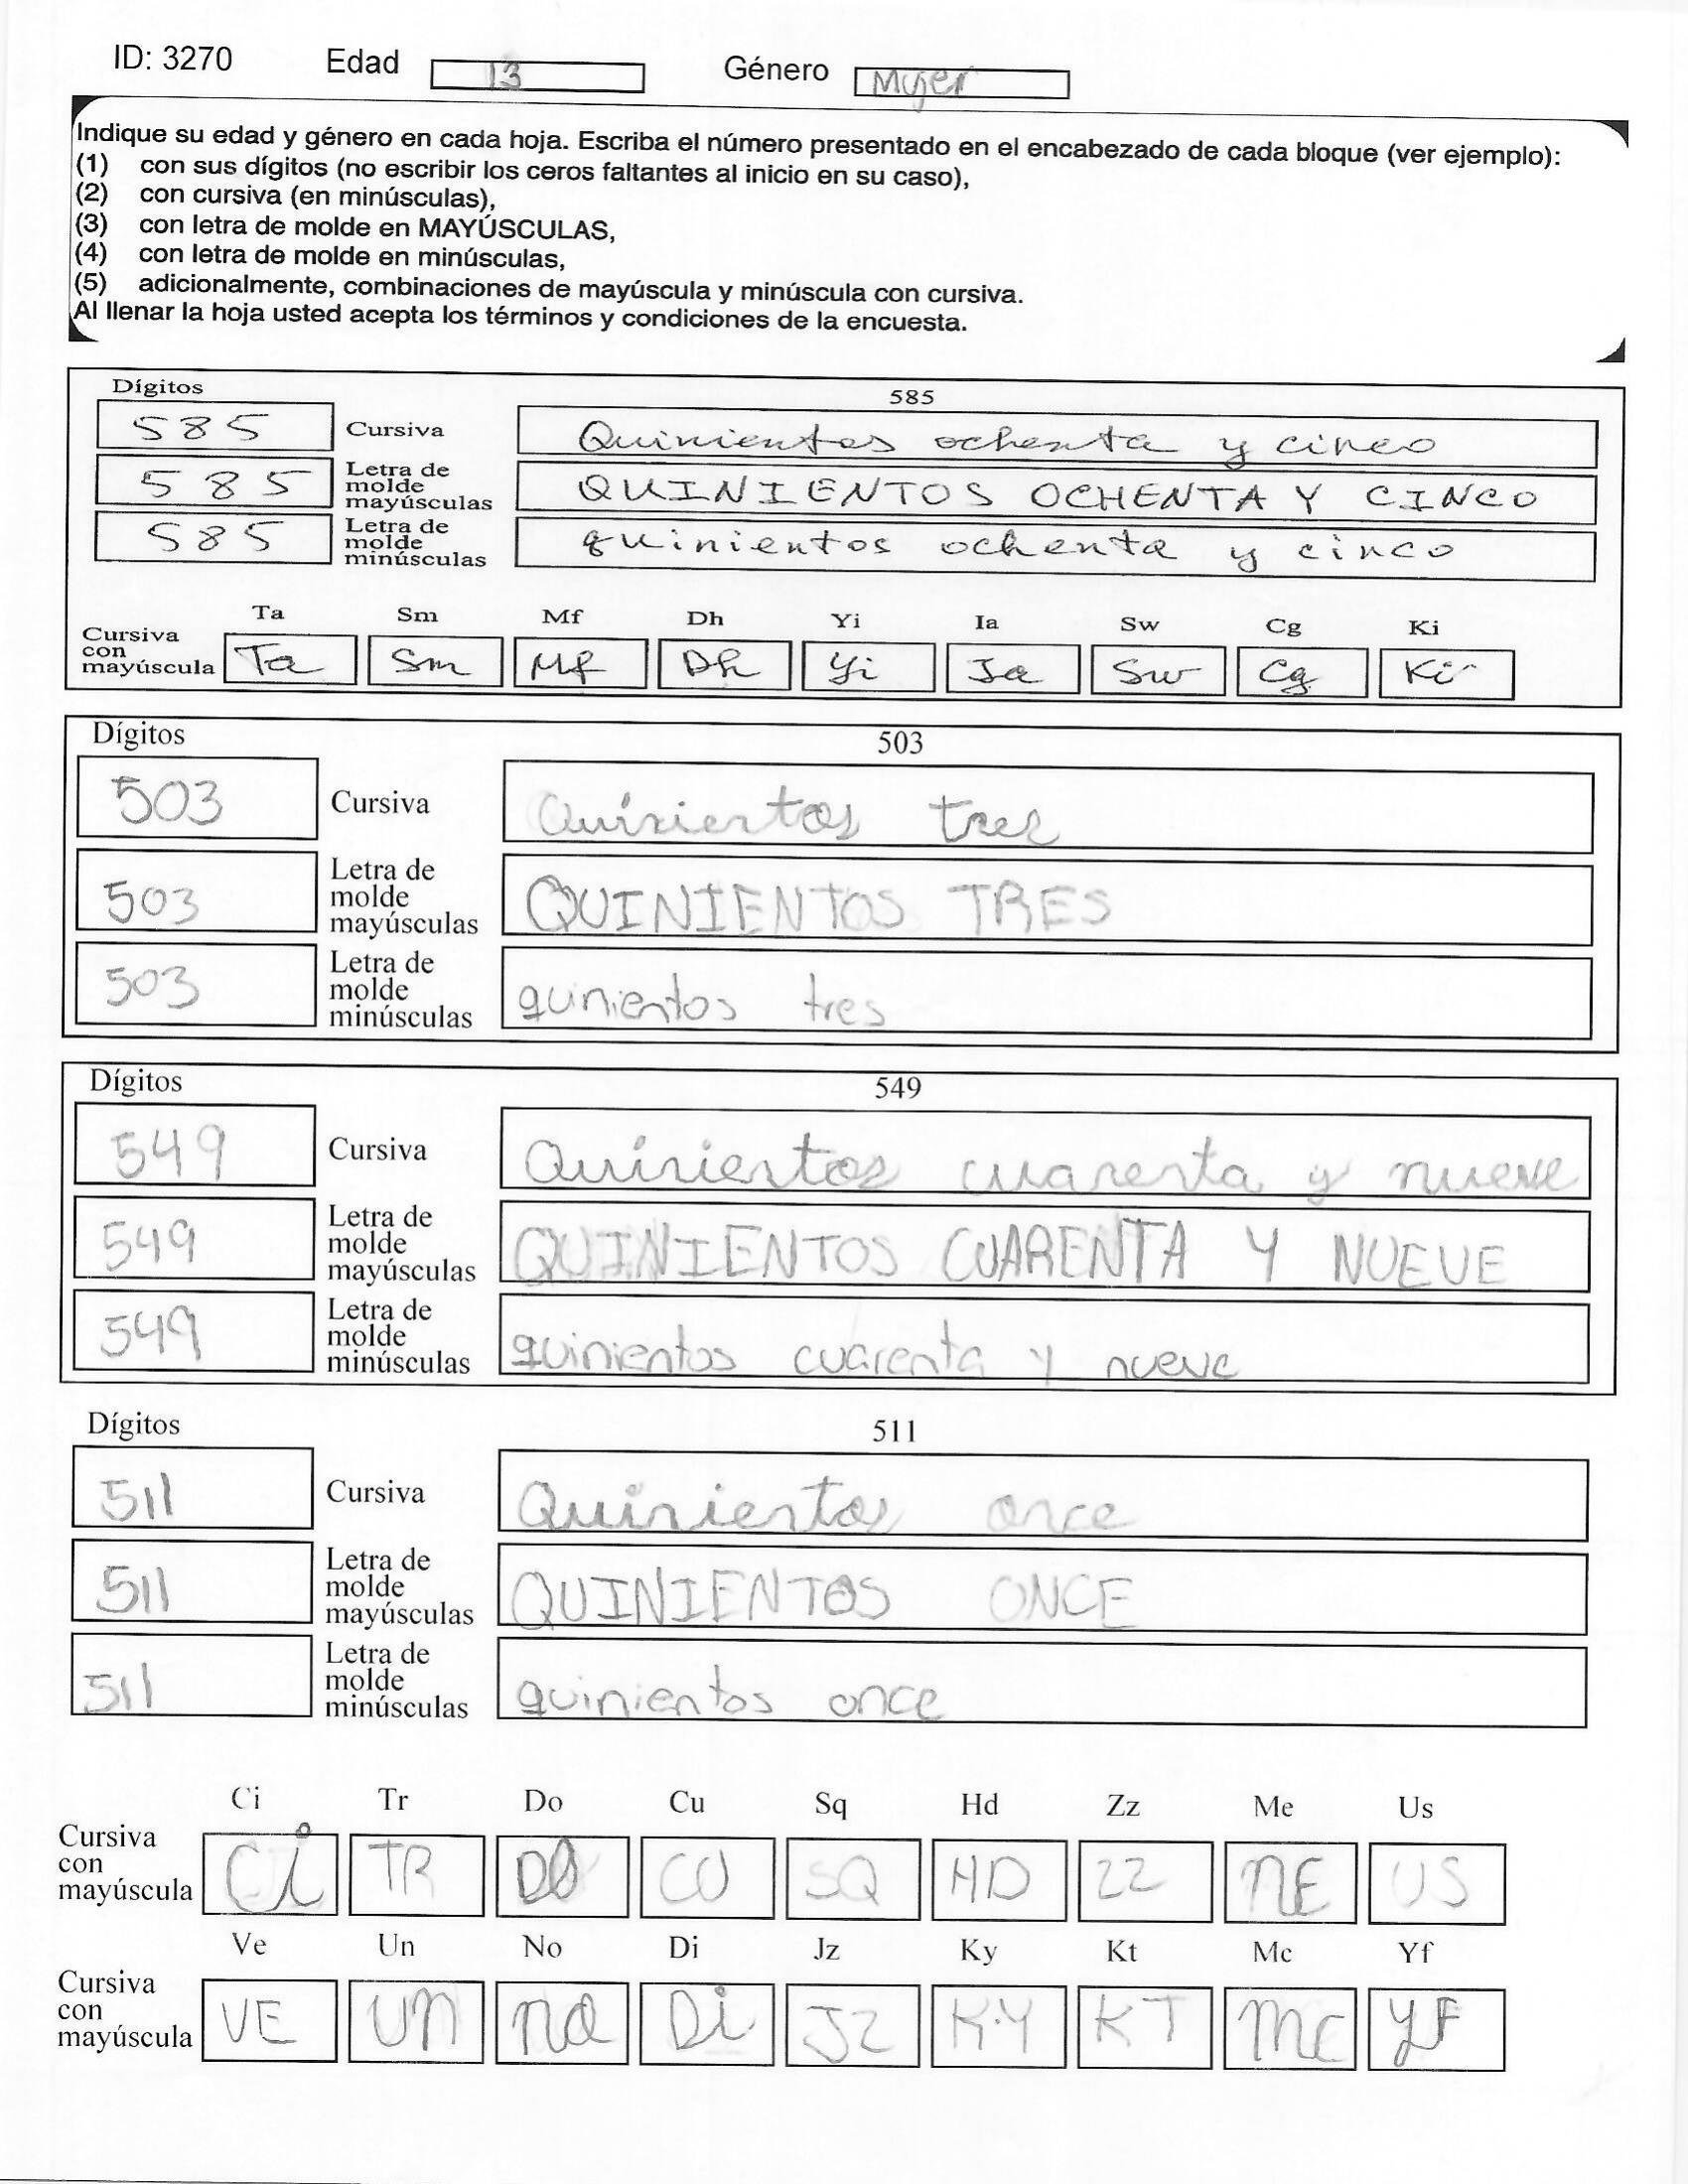 ID: 3270 Edad 13 Género Mujer
Indique su edad y género en cada hoja. Escriba el número presentado en el encabezado de cada bloque (ver ejemplo):
(1) con sus dígitos (no escribir los ceros faltantes al inicio en su caso),
(2) con cursiva (en minúsculas),
(3) con letra de molde en MAYÚSCULAS,
(4) con letra de molde en minúsculas,
(5) adicionalmente, combinaciones de mayúscula y minúscula con cursiva.
Al llenar la hoja usted acepta los términos y condiciones de la encuesta.
Dígitos 585
585 Cursiva Quinientos ochenta y cinco
585 Letra de molde mayúsculas QUINIENTOS OCHENTA Y CINCO
585 Letra de molde minúsculas quinientos ochenta y cinco
Ta Sm Mf Dh Yi Ia Sw Cg Ki
Cursiva con mayúscula Ta Sm Mf Dh Yi Ia Sw Cg Ki
Dígitos 503
503 Cursiva Quinientos tres
503 Letra de molde mayúsculas QUINIENTOS TRES
503 Letra de molde minúsculas quinientos tres
Dígitos 549
549 Cursiva Quinientos cuarenta y nueve
549 Letra de molde mayúsculas QUINIENTOS CUARENTA Y NUEVE
549 Letra de molde minúsculas quinientos cuarenta y nueve
Dígitos 511
511 Cursiva Quinientos once
511 Letra de molde mayúsculas QUINIENTOS ONCE
511 Letra de molde minúsculas quinientos once
Ci Tr Do Cu Sq Hd Zz Me Us
Cursiva con mayúscula Ci TR DO CU SQ HD ZZ ME US
Ve Un No Di Jz Ky Kt Mc Yf
Cursiva con mayúscula VE Un no Di JZ KY KT Mc YF